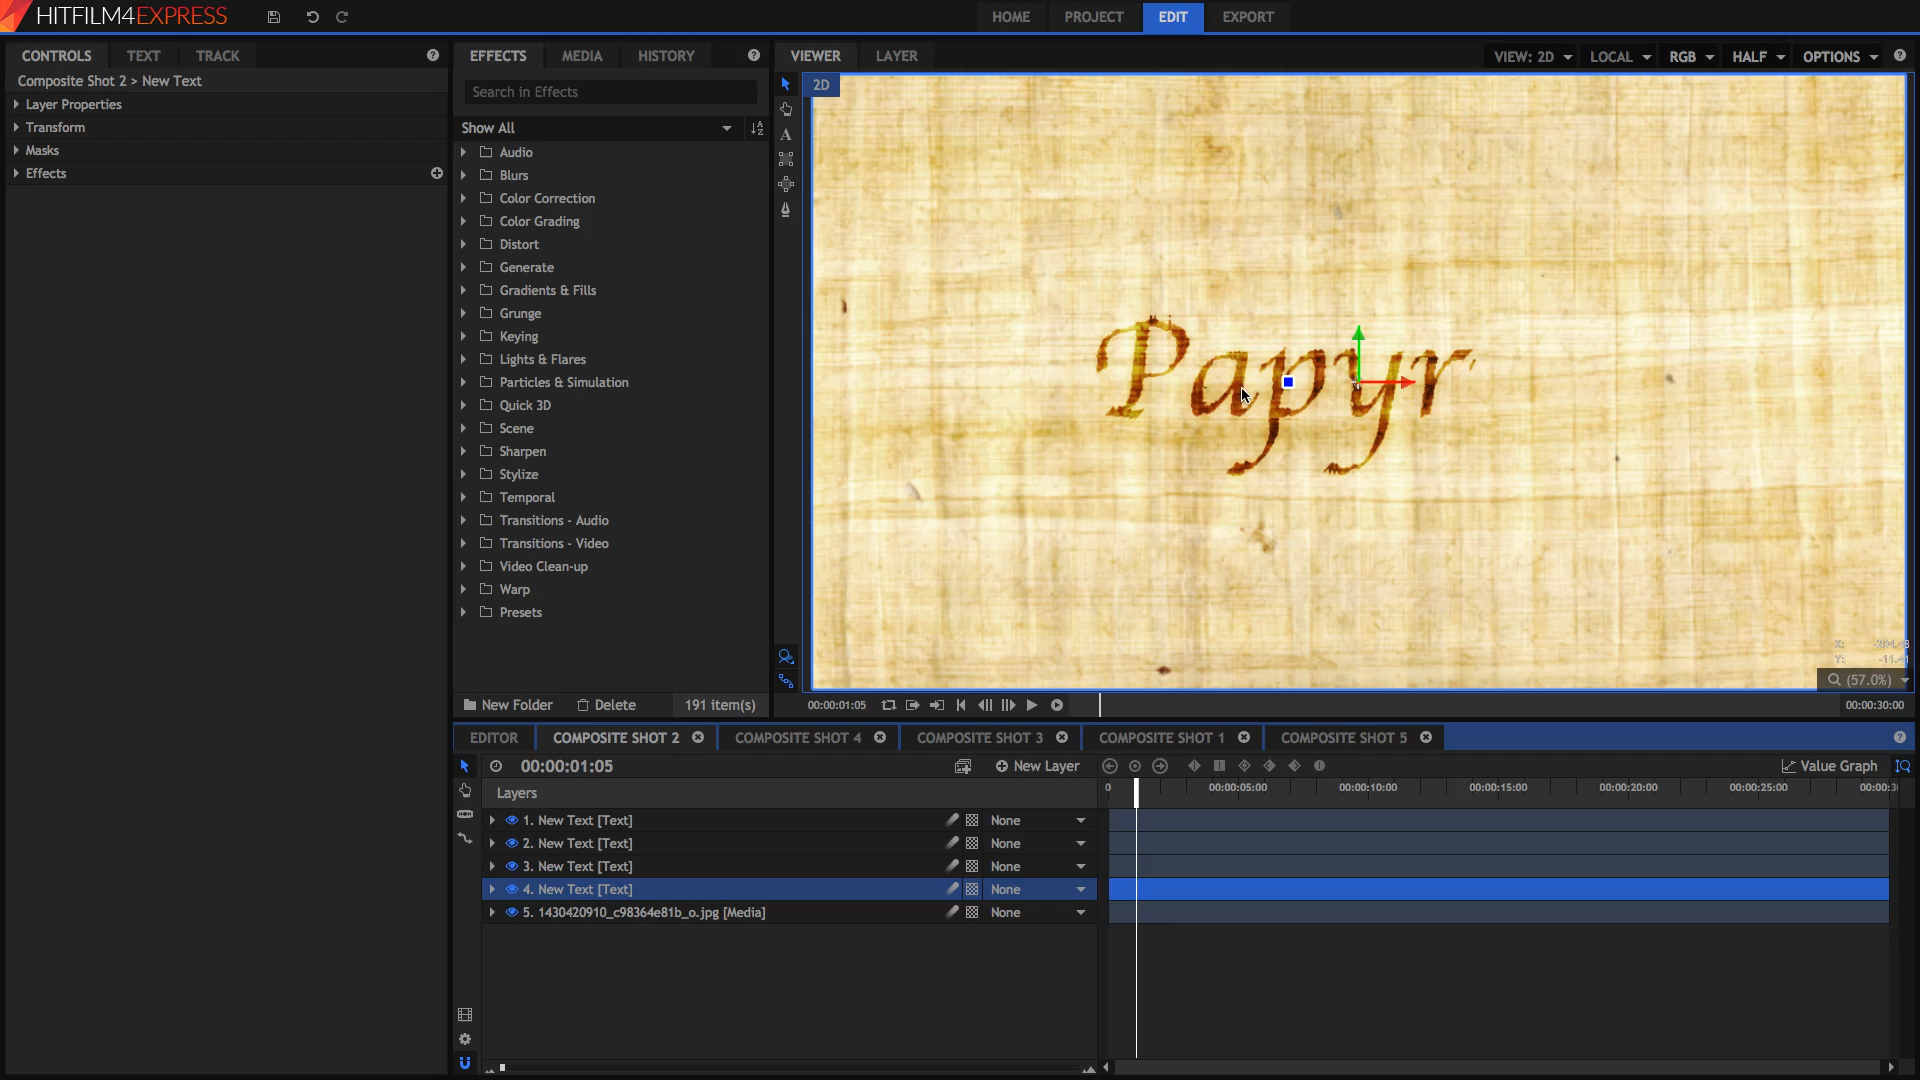 HITFILM4EXPRESS
HOME PROJECT EDIT EXPORT
CONTROLS TEXT TRACK
Composite Shot 2 > New Text
Layer Properties
Transform
Masks
Effects
EFFECTS MEDIA HISTORY
Search in Effects
Show All
Audio
Blurs
Color Correction
Color Grading
Distort
Generate
Gradients & Fills
Grunge
Keying
Lights & Flares
Particles & Simulation
Quick 3D
Scene
Sharpen
Stylize
Temporal
Transitions - Audio
Transitions - Video
Video Clean-up
Warp
Presets
New Folder Delete 191 item(s)
VIEWER LAYER VIEW: 2D LOCAL RGB HALF OPTIONS
2D
A
Papyr
(57.0%)
00:00:01:05 00:00:30:00
EDITOR COMPOSITE SHOT 2 COMPOSITE SHOT 4 COMPOSITE SHOT 3 COMPOSITE SHOT 1 COMPOSITE SHOT 5
00:00:01:05 New Layer Value Graph
0 00:00:05:00 00:00:10:00 00:00:15:00 00:00:20:00 00:00:25:00
Layers
1. New Text [Text] None
2. New Text [Text] None
3. New Text [Text] None
4. New Text [Text] None
5. 1430420910_c98364e81b_o.jpg [Media] None